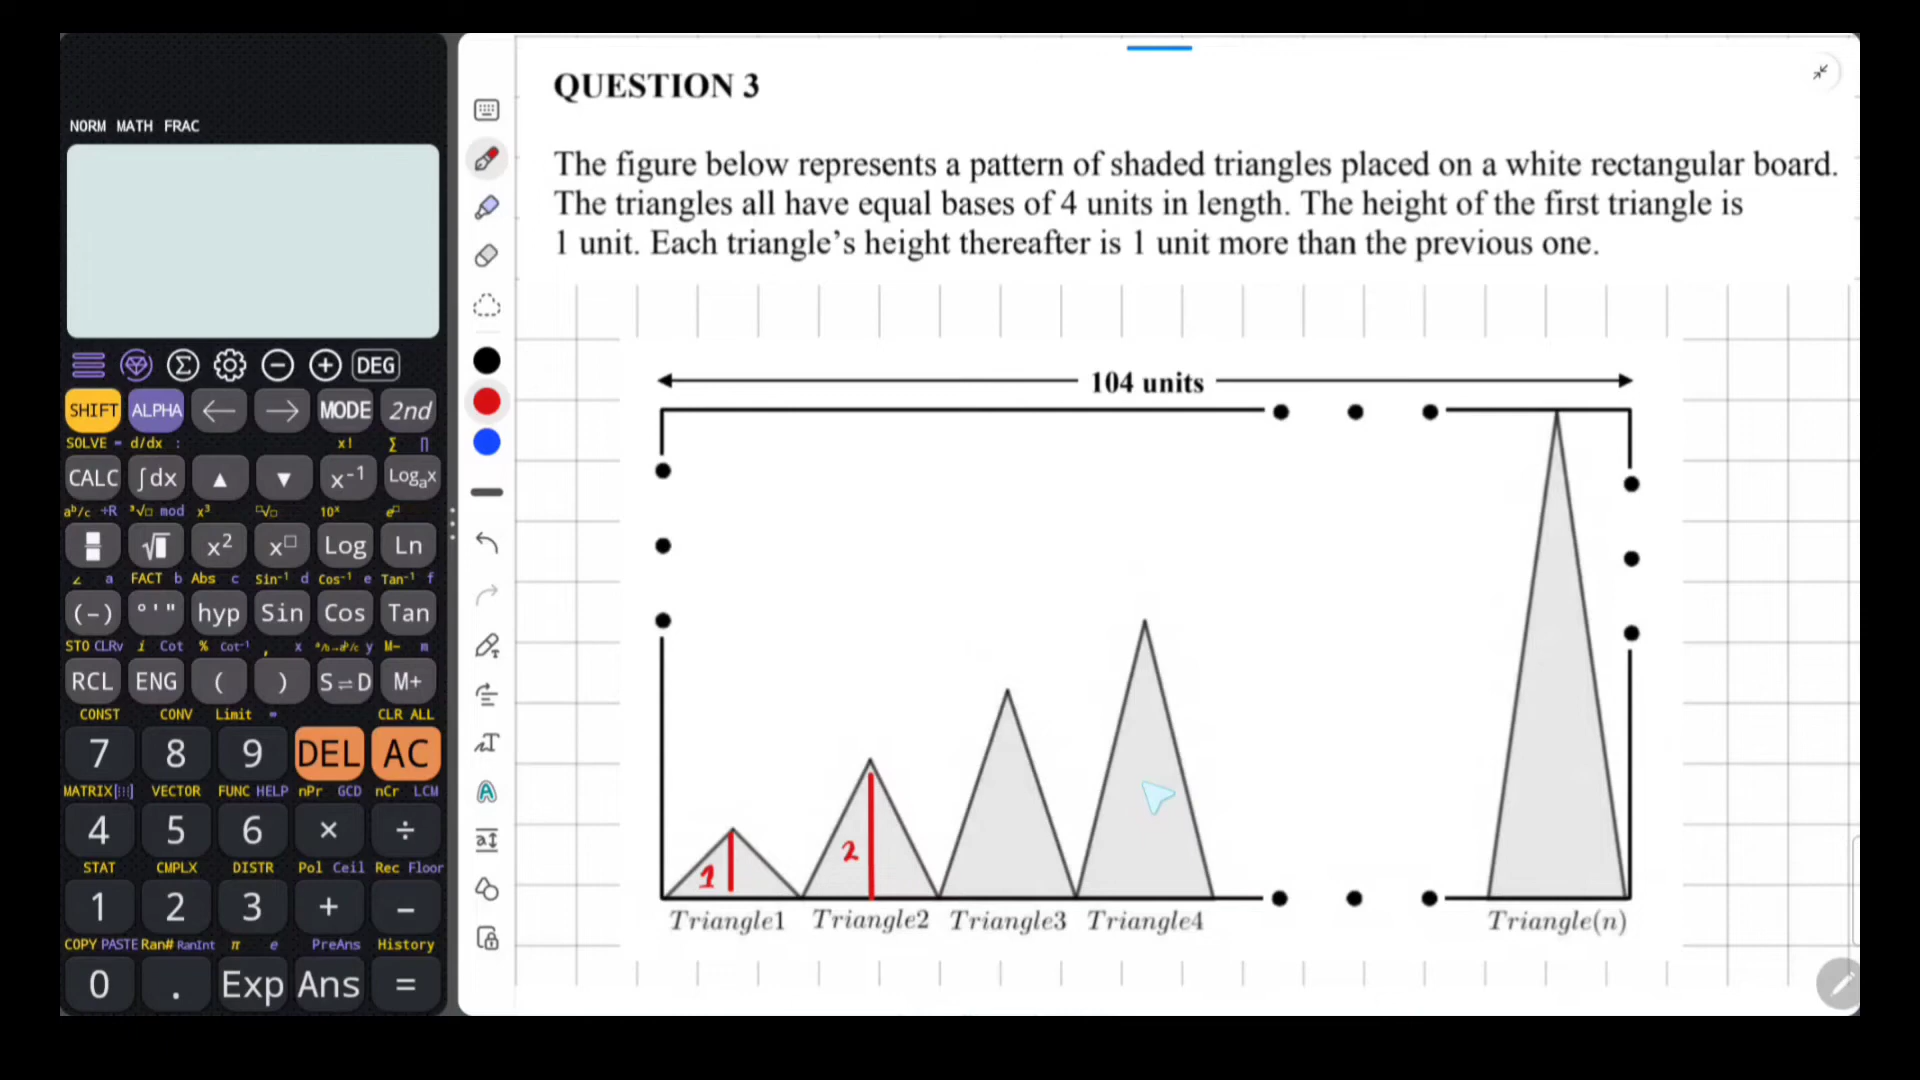 NORM MATH FRAC
DEG
SHIFT ALPHA MODE 2nd
SOLVE = d/dx : x! ∑ ∏
CALC ∫dx ▲ ▼ x⁻¹ Logₐx
aᵇ/c ÷R ³√□ mod x³ □√□ 10ˣ e□
√ x² x□ Log Ln
∠ a FACT b Abs c Sin⁻¹ d Cos⁻¹ e Tan⁻¹ f
(−) °'" hyp Sin Cos Tan
STO CLRv i Cot % Cot⁻¹ , x y M− m
RCL ENG ( ) S⇌D M+
CONST CONV Limit = CLR ALL
7 8 9 DEL AC
MATRIX VECTOR FUNC HELP nPr GCD nCr LCM
4 5 6 × ÷
STAT CMPLX DISTR Pol Ceil Rec Floor
1 2 3 + −
COPY PASTE Ran# RanInt π e PreAns History
0 . Exp Ans =
QUESTION 3
The figure below represents a pattern of shaded triangles placed on a white rectangular board.
The triangles all have equal bases of 4 units in length. The height of the first triangle is
1 unit. Each triangle’s height thereafter is 1 unit more than the previous one.
104 units
1 2
Triangle1 Triangle2 Triangle3 Triangle4 Triangle(n)